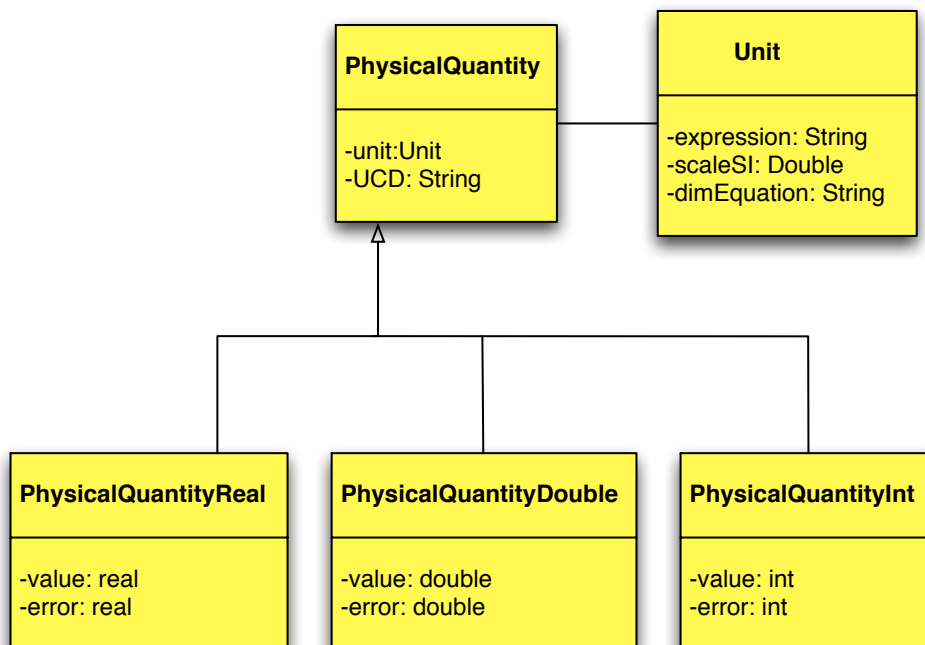 PhysicalQuantity
-unit:Unit
-UCD: String
Unit
-expression: String
-scaleSI: Double
-dimEquation: String
PhysicalQuantityReal
-value: real
-error: real
PhysicalQuantityDouble
-value: double
-error: double
PhysicalQuantityInt
-value: int
-error: int